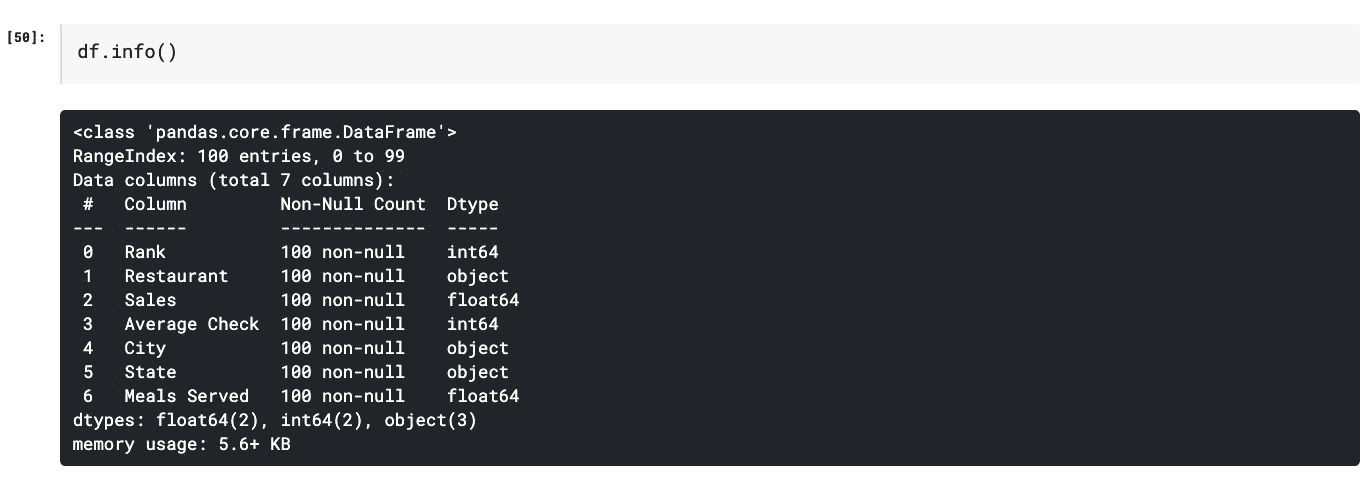 [50]:
df.info()
<class 'pandas.core.frame.DataFrame'>
RangeIndex: 100 entries, 0 to 99
Data columns (total 7 columns):
 #   Column         Non-Null Count  Dtype
---  ------         --------------  -----
 0   Rank           100 non-null    int64
 1   Restaurant     100 non-null    object
 2   Sales          100 non-null    float64
 3   Average Check  100 non-null    int64
 4   City           100 non-null    object
 5   State          100 non-null    object
 6   Meals Served   100 non-null    float64
dtypes: float64(2), int64(2), object(3)
memory usage: 5.6+ KB